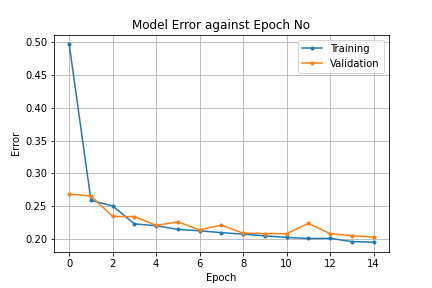 Model Error against Epoch No
Training
Validation
0.50
0.45
0.40
0.35
0.30
0.25
0.20
Error
0 2 4 6 8 10 12 14
Epoch